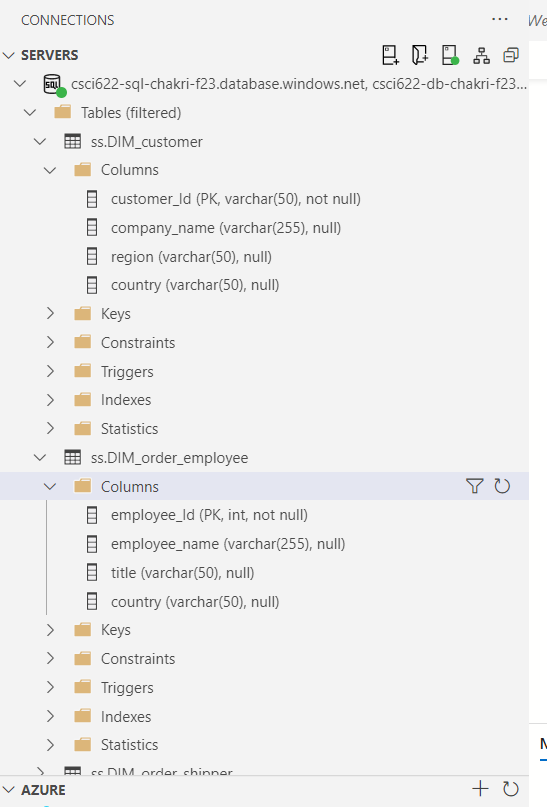 CONNECTIONS
We
SERVERS
csci622-sql-chakri-f23.database.windows.net, csci622-db-chakri-f23...
Tables (filtered)
ss.DIM_customer
Columns
customer_Id (PK, varchar(50), not null)
company_name (varchar(255), null)
region (varchar(50), null)
country (varchar(50), null)
Keys
Constraints
Triggers
Indexes
Statistics
ss.DIM_order_employee
Columns
employee_Id (PK, int, not null)
employee_name (varchar(255), null)
title (varchar(50), null)
country (varchar(50), null)
Keys
Constraints
Triggers
Indexes
Statistics
ss.DIM_order_shipper
AZURE